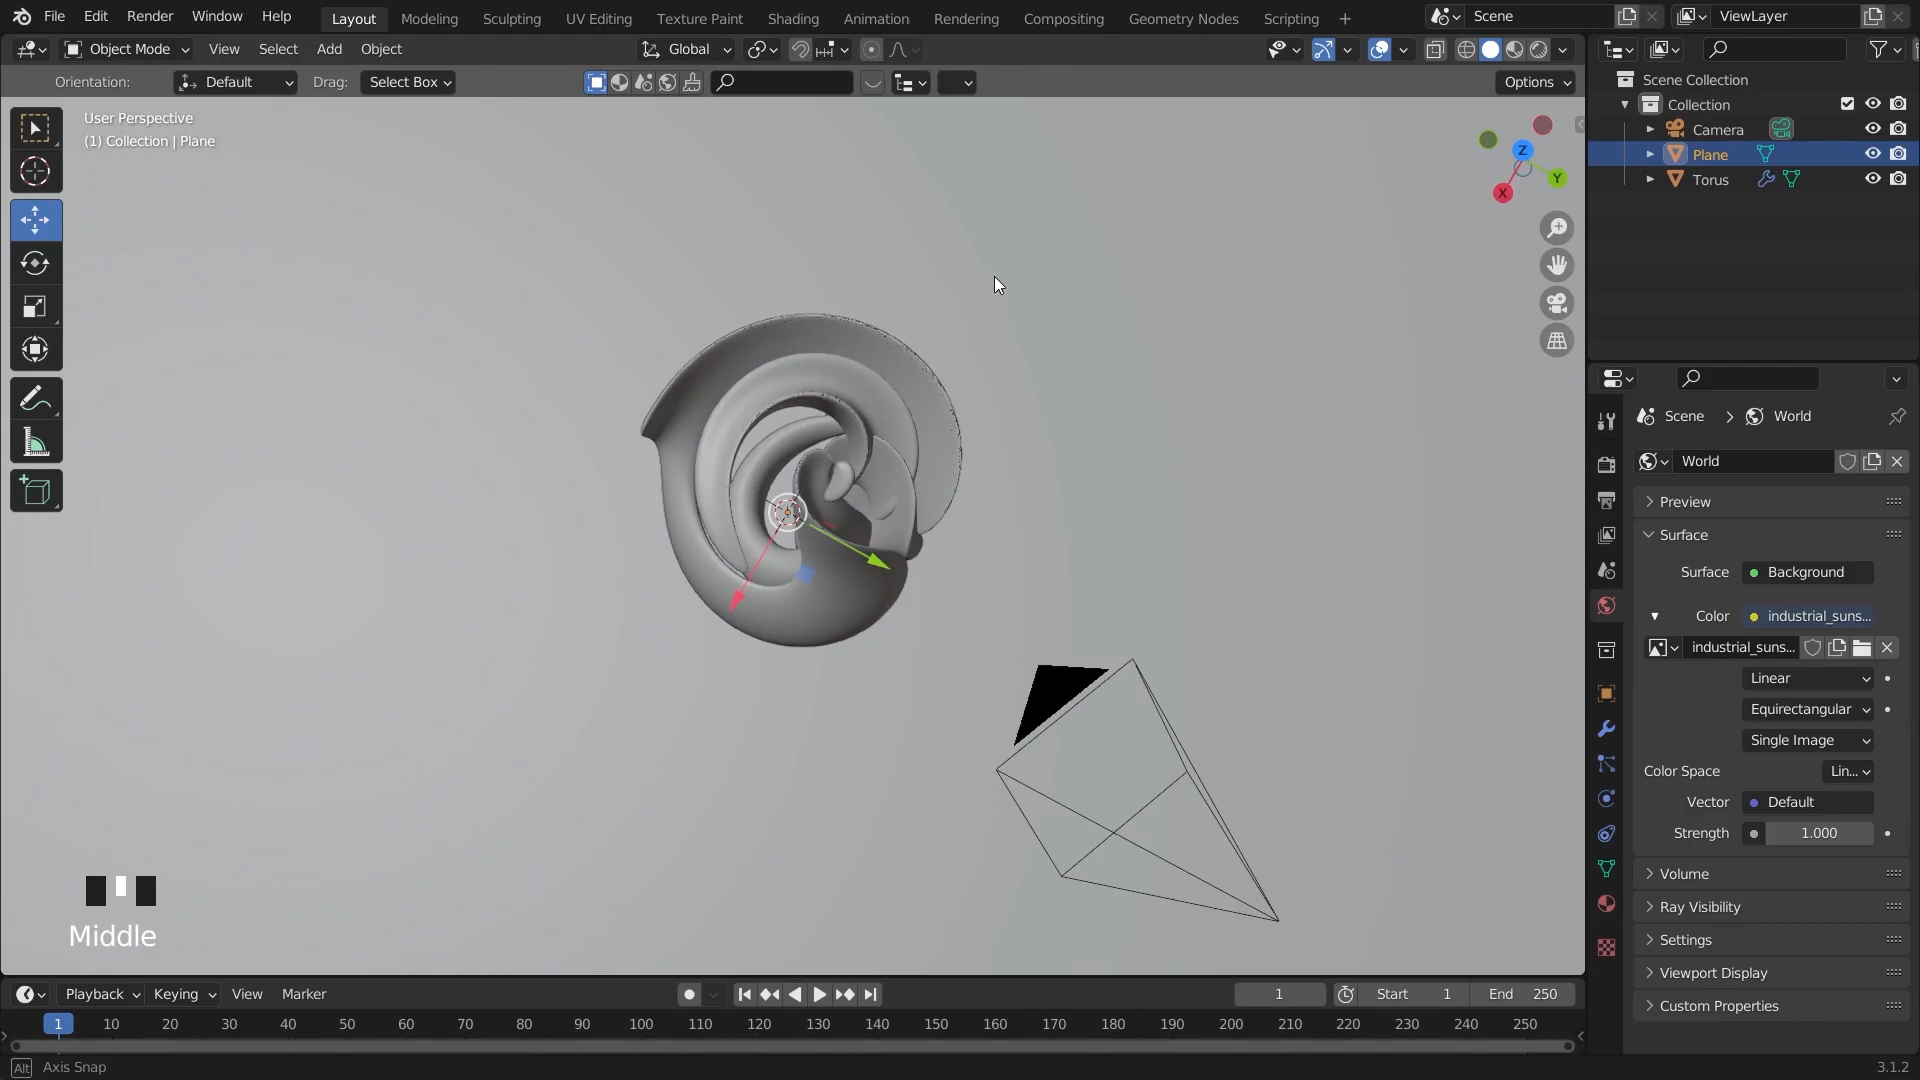 File Edit Render Window Help Layout Modeling Sculpting UV Editing Texture Paint Shading Animation Rendering Compositing Geometry Nodes Scripting + Scene ViewLayer
Object Mode View Select Add Object Global
Orientation: Default Drag: Select Box Options
Scene Collection
Collection
Camera
Plane
Torus
User Perspective
(1) Collection | Plane
Z
Y
X
Scene > World
World
Preview
Surface
Surface Background
Color industrial_suns...
industrial_suns...
Linear
Equirectangular
Single Image
Color Space Lin...
Vector Default
Strength 1.000
Volume
Ray Visibility
Settings
Viewport Display
Custom Properties
Middle
Playback Keying View Marker 1 Start 1 End 250
1 10 20 30 40 50 60 70 80 90 100 110 120 130 140 150 160 170 180 190 200 210 220 230 240 250
Alt Axis Snap 3.1.2